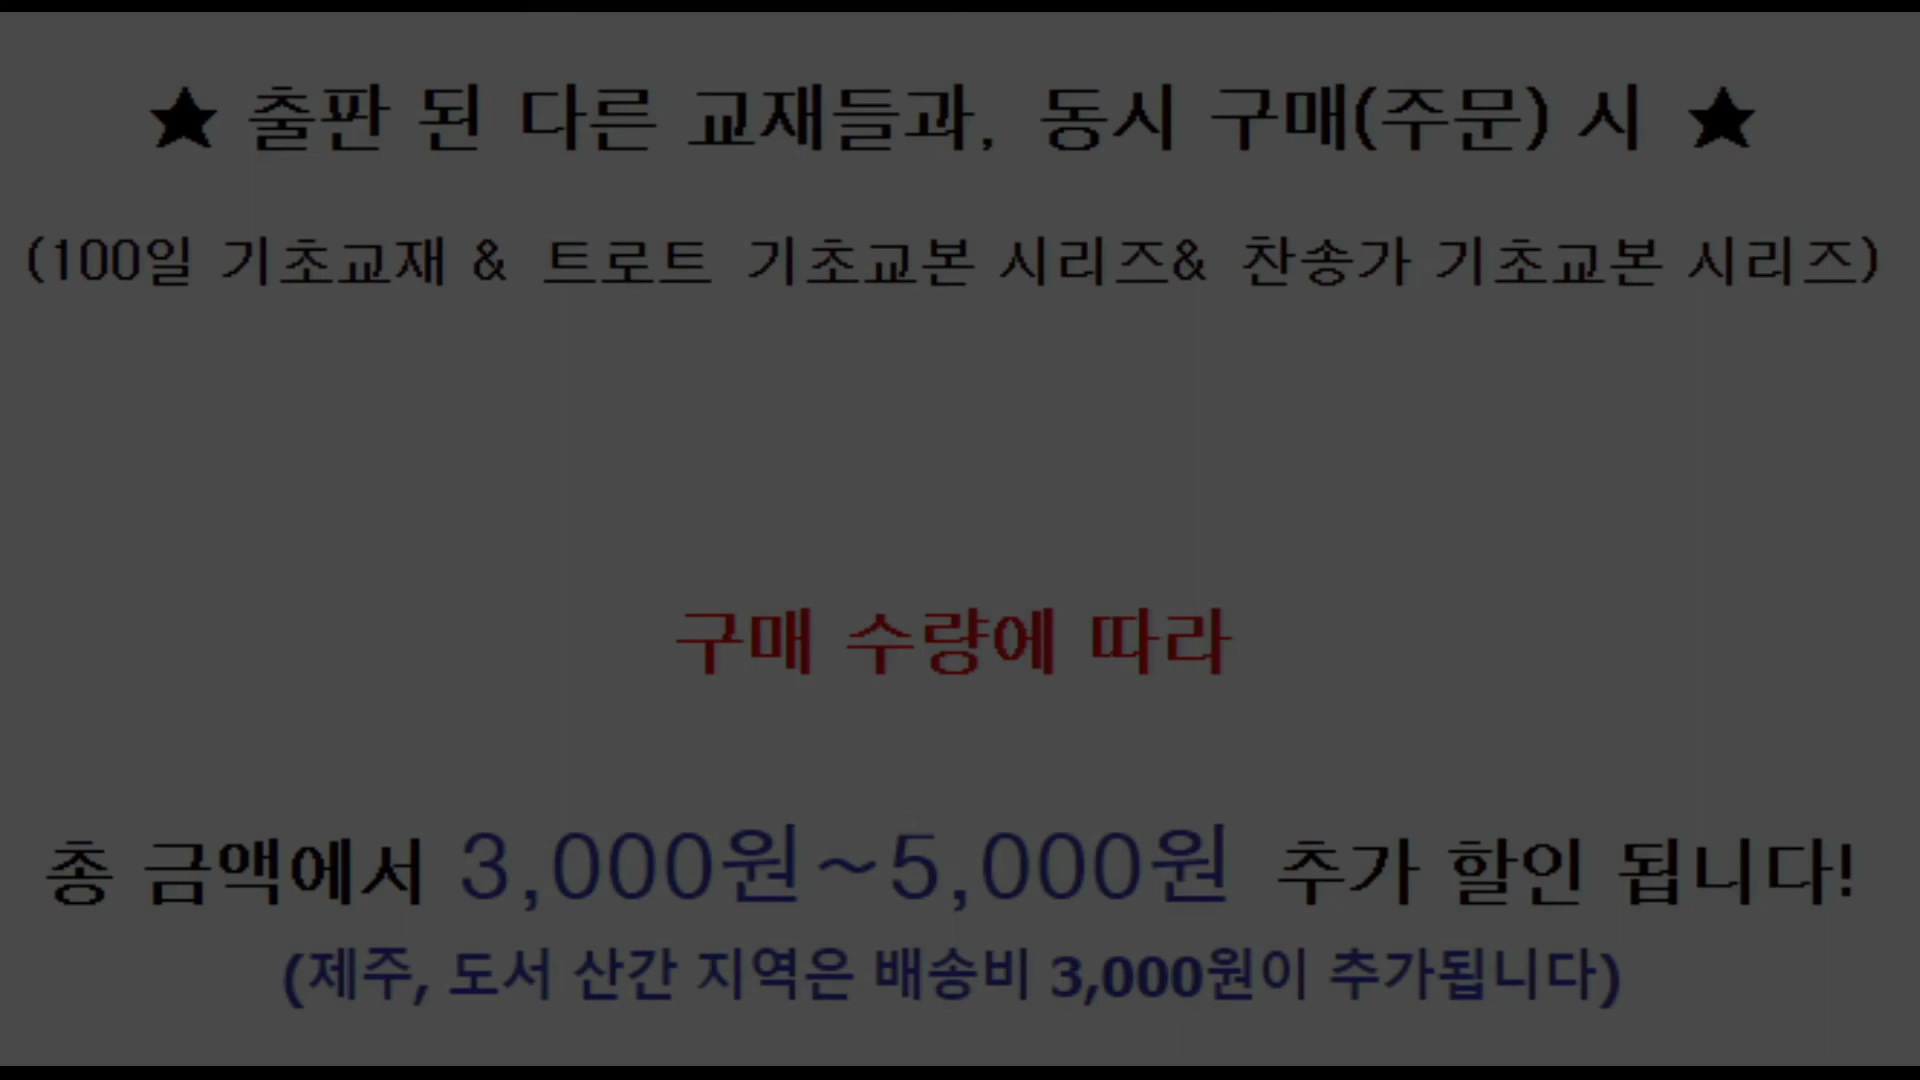 ★ 출판 된 다른 교재들과, 동시 구매(주문) 시 ★
(100일 기초교재 & 트로트 기초교본 시리즈& 찬송가 기초교본 시리즈)
구매 수량에 따라
총 금액에서 3,000원~5,000원 추가 할인 됩니다!
(제주, 도서 산간 지역은 배송비 3,000원이 추가됩니다)